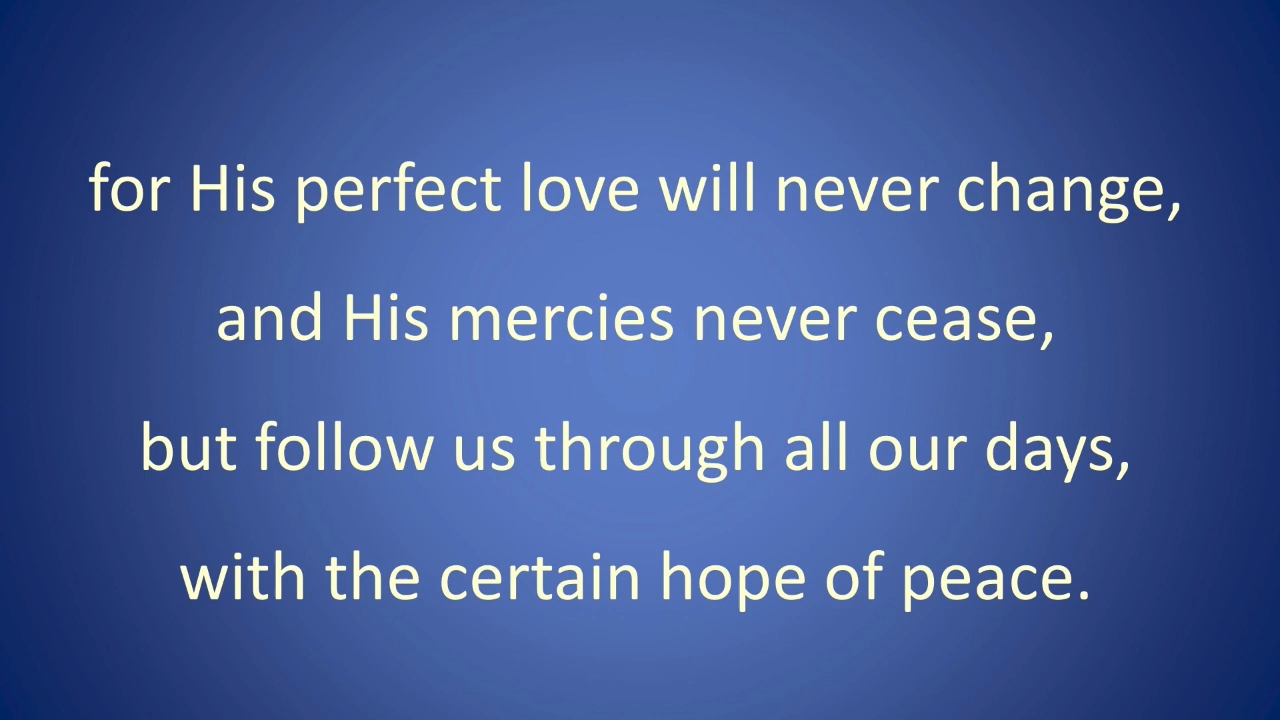 for His perfect love will never change,
and His mercies never cease,
but follow us through all our days,
with the certain hope of peace.